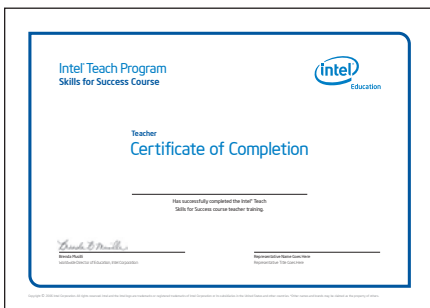 Intel® Teach Program
Skills for Success Course
intel
Education
Teacher
Certificate of Completion
Has successfully completed the Intel® Teach
Skills for Success course teacher training.
Brenda Musilli
Worldwide Director of Education, Intel Corporation
Representative Name Goes Here
Representative Title Goes Here